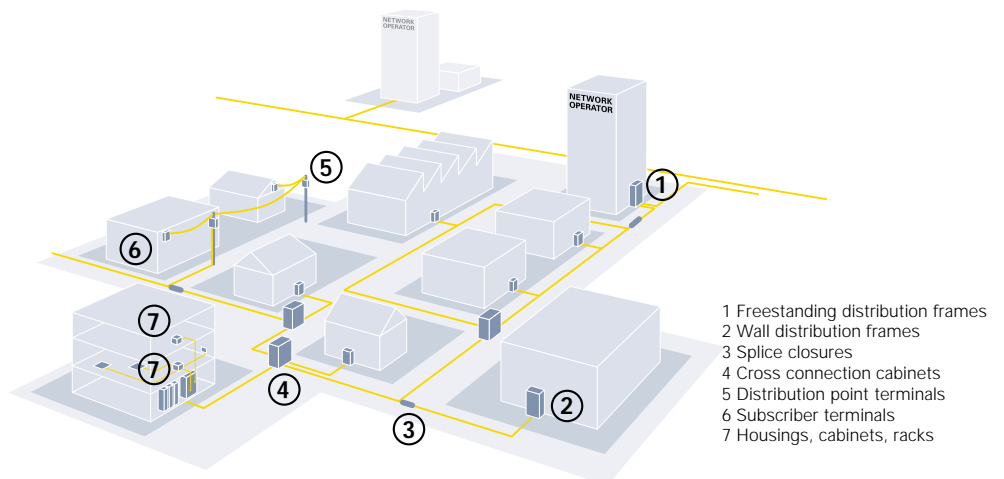 NETWORK
OPERATOR
NETWORK
OPERATOR
1
5
6
7
7
4
3
2
1 Freestanding distribution frames
2 Wall distribution frames
3 Splice closures
4 Cross connection cabinets
5 Distribution point terminals
6 Subscriber terminals
7 Housings, cabinets, racks